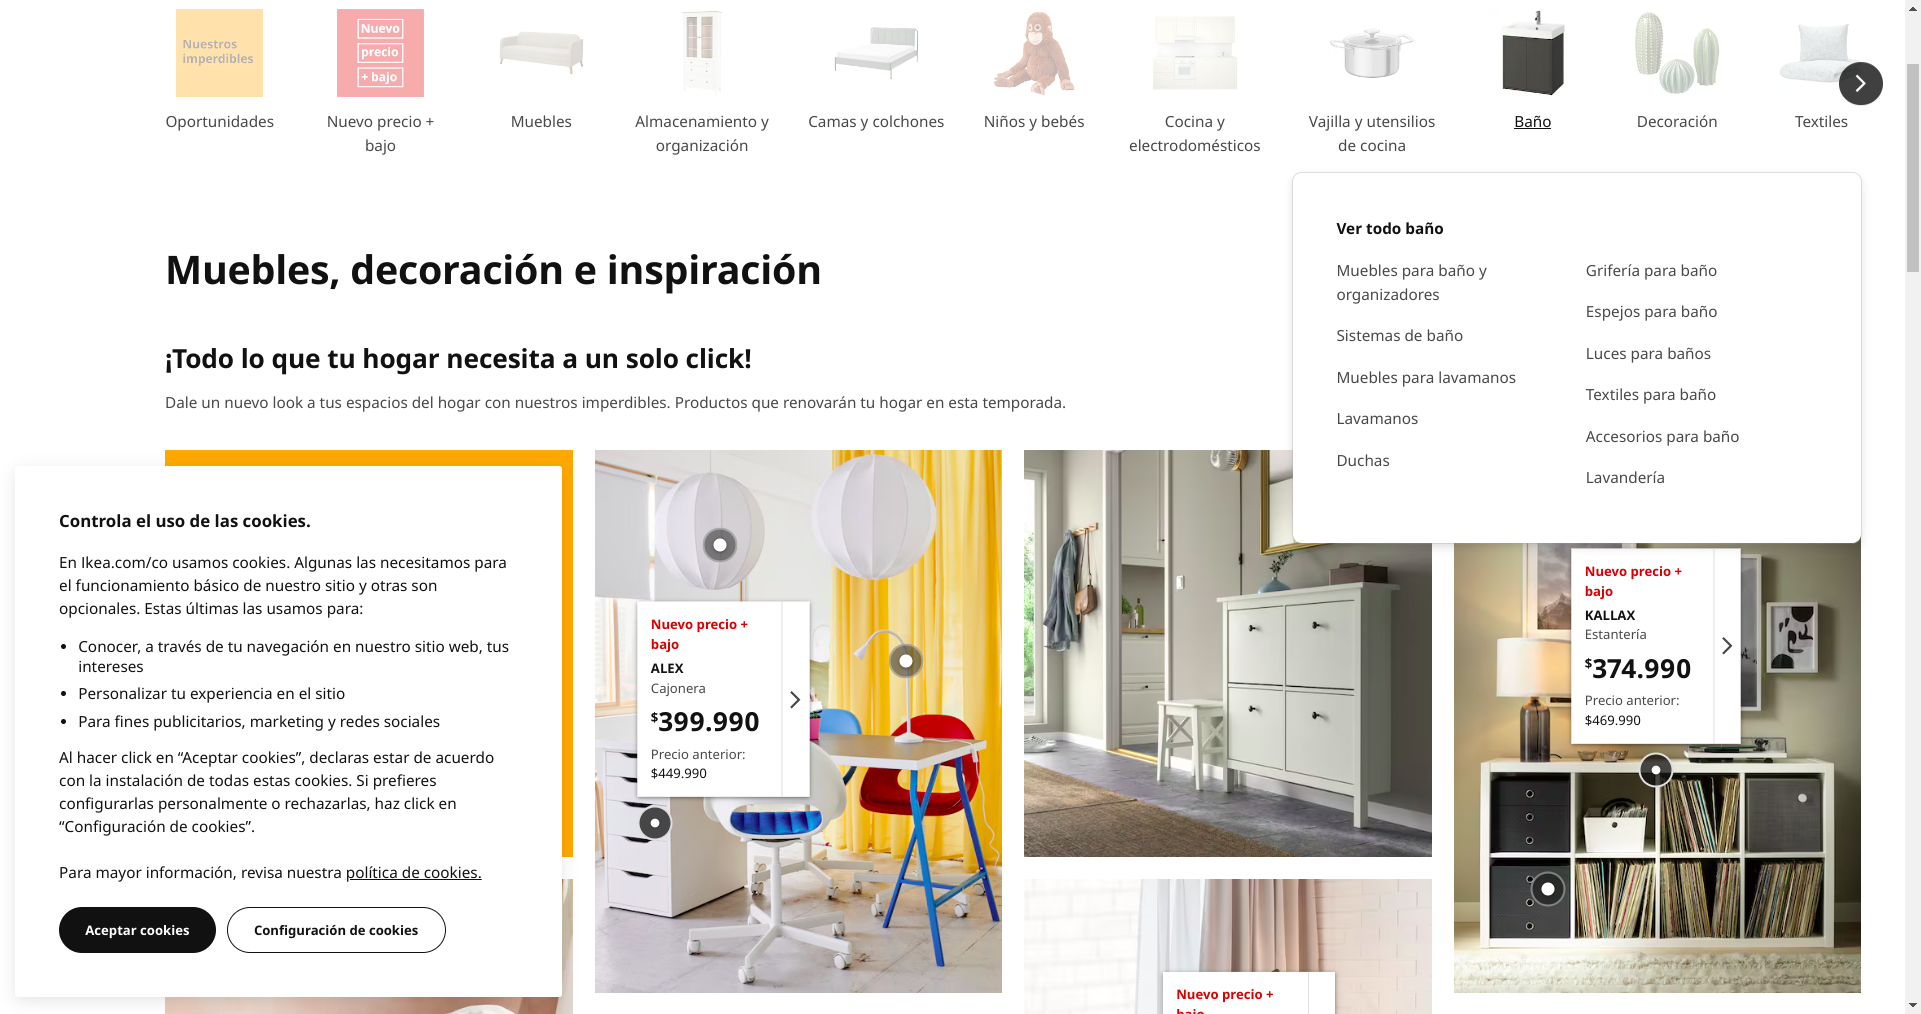 Nuestros
imperdibles
Nuevo
precio
+ bajo
Oportunidades
Nuevo precio +
bajo
Muebles
Almacenamiento y
organización
Camas y colchones
Niños y bebés
Cocina y
electrodomésticos
Vajilla y utensilios
de cocina
Baño
Decoración
Textiles
Ver todo baño
Muebles para baño y
organizadores
Sistemas de baño
Muebles para lavamanos
Lavamanos
Duchas
Grifería para baño
Espejos para baño
Luces para baños
Textiles para baño
Accesorios para baño
Lavandería
Muebles, decoración e inspiración
¡Todo lo que tu hogar necesita a un solo click!
Dale un nuevo look a tus espacios del hogar con nuestros imperdibles. Productos que renovarán tu hogar en esta temporada.
Controla el uso de las cookies.
En Ikea.com/co usamos cookies. Algunas las necesitamos para
el funcionamiento básico de nuestro sitio y otras son
opcionales. Estas últimas las usamos para:
• Conocer, a través de tu navegación en nuestro sitio web, tus
intereses
• Personalizar tu experiencia en el sitio
• Para fines publicitarios, marketing y redes sociales
Al hacer click en “Aceptar cookies”, declaras estar de acuerdo
con la instalación de todas estas cookies. Si prefieres
configurarlas personalmente o rechazarlas, haz click en
“Configuración de cookies”.
Para mayor información, revisa nuestra política de cookies.
Aceptar cookies
Configuración de cookies
Nuevo precio +
bajo
ALEX
Cajonera
$399.990
Precio anterior:
$449.990
Nuevo precio +
bajo
KALLAX
Estantería
$374.990
Precio anterior:
$469.990
Nuevo precio +
bajo